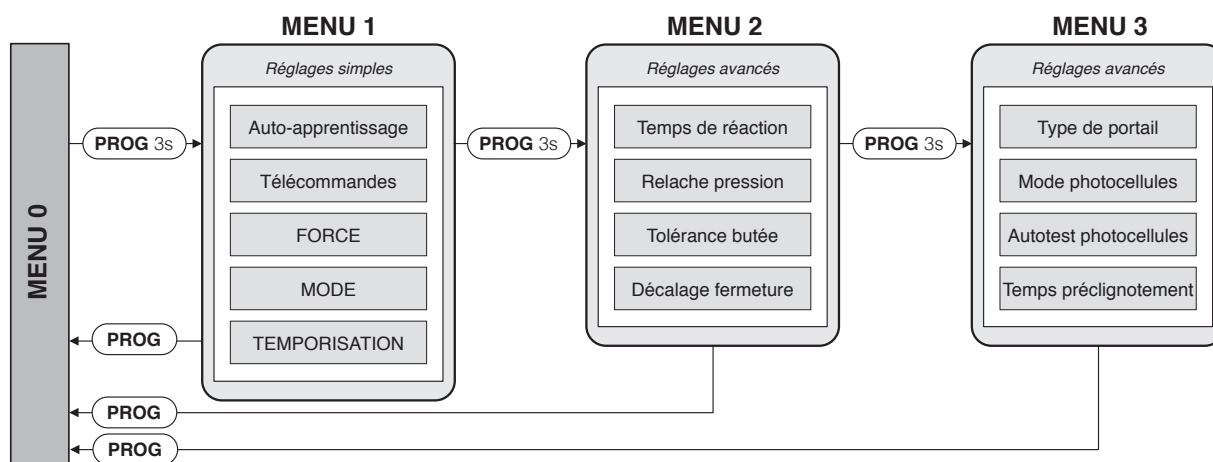 MENU 0
PROG 3s
MENU 1
Réglages simples
Auto-apprentissage
Télécommandes
FORCE
MODE
TEMPORISATION
PROG 3s
MENU 2
Réglages avancés
Temps de réaction
Relache pression
Tolérance butée
Décalage fermeture
PROG 3s
MENU 3
Réglages avancés
Type de portail
Mode photocellules
Autotest photocellules
Temps préclignotement
PROG
PROG
PROG